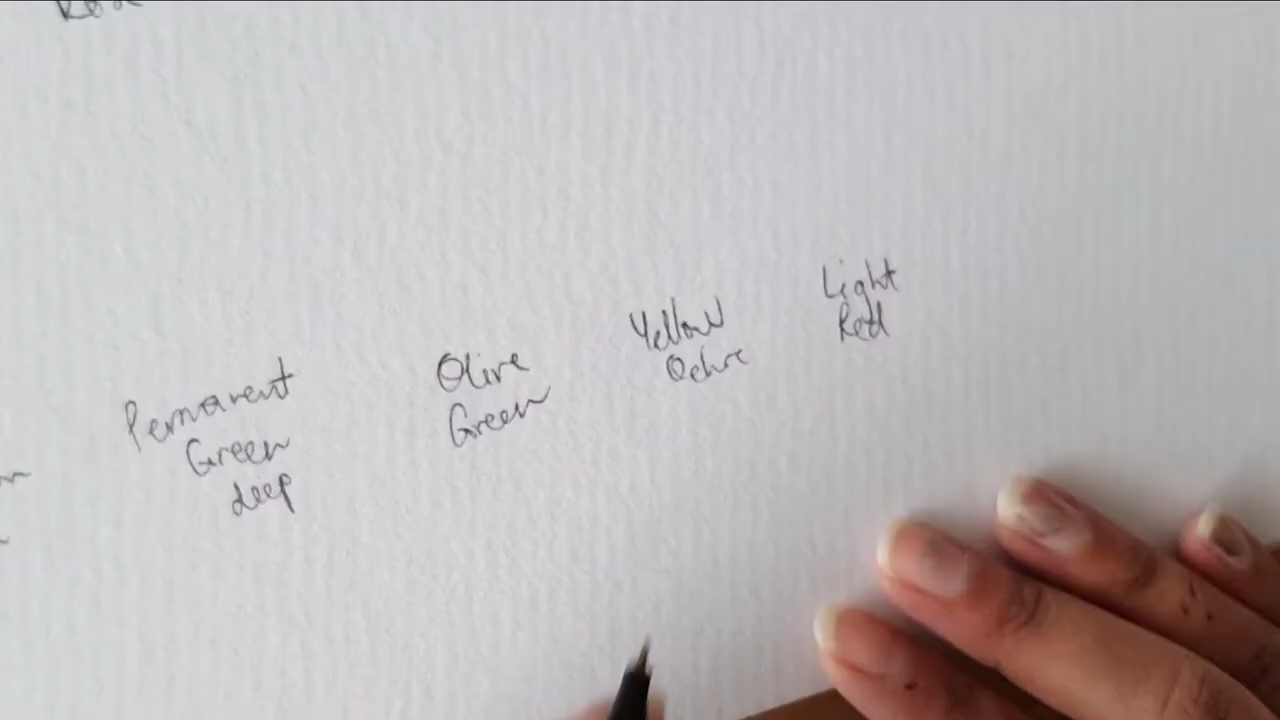 Permanent
Green
deep
Olive
Green
Yellow
Ochre
Light
Red